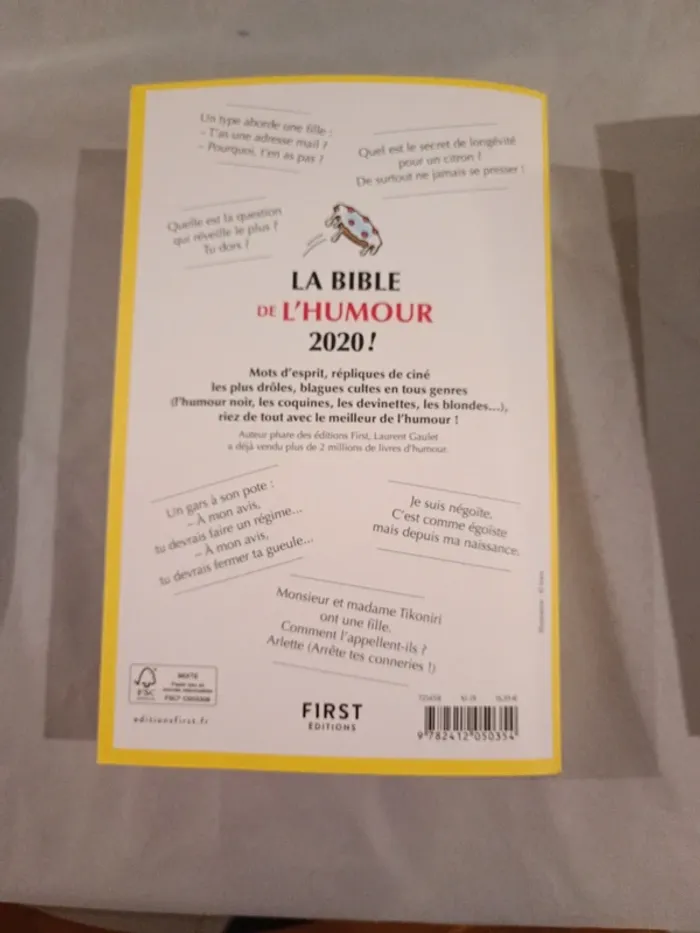 Un type aborde une fille :
– T'as une adresse mail ?
– Pourquoi, t'en as pas ?
Quel est le secret de longévité
pour un citron ?
De surtout ne jamais se presser !
Quelle est la question
qui réveille le plus ?
Tu dors ?
LA BIBLE
DE L'HUMOUR
2020 !
Mots d'esprit, répliques de ciné
les plus drôles, blagues cultes en tous genres
(l'humour noir, les coquines, les devinettes, les blondes...),
riez de tout avec le meilleur de l'humour !
Auteur phare des éditions First, Laurent Gaulet
a déjà vendu plus de 2 millions de livres d'humour.
Un gars à son pote :
– À mon avis,
tu devrais faire un régime...
– À mon avis,
tu devrais fermer ta gueule...
Je suis négoïte.
C'est comme égoïste
mais depuis ma naissance.
Monsieur et madame Tikoniri
ont une fille.
Comment l'appellent-ils ?
Arlette (Arrête tes conneries !)
FSC
MIXTE
editionsfirst.fr
FIRST
ÉDITIONS
9 782412 050354